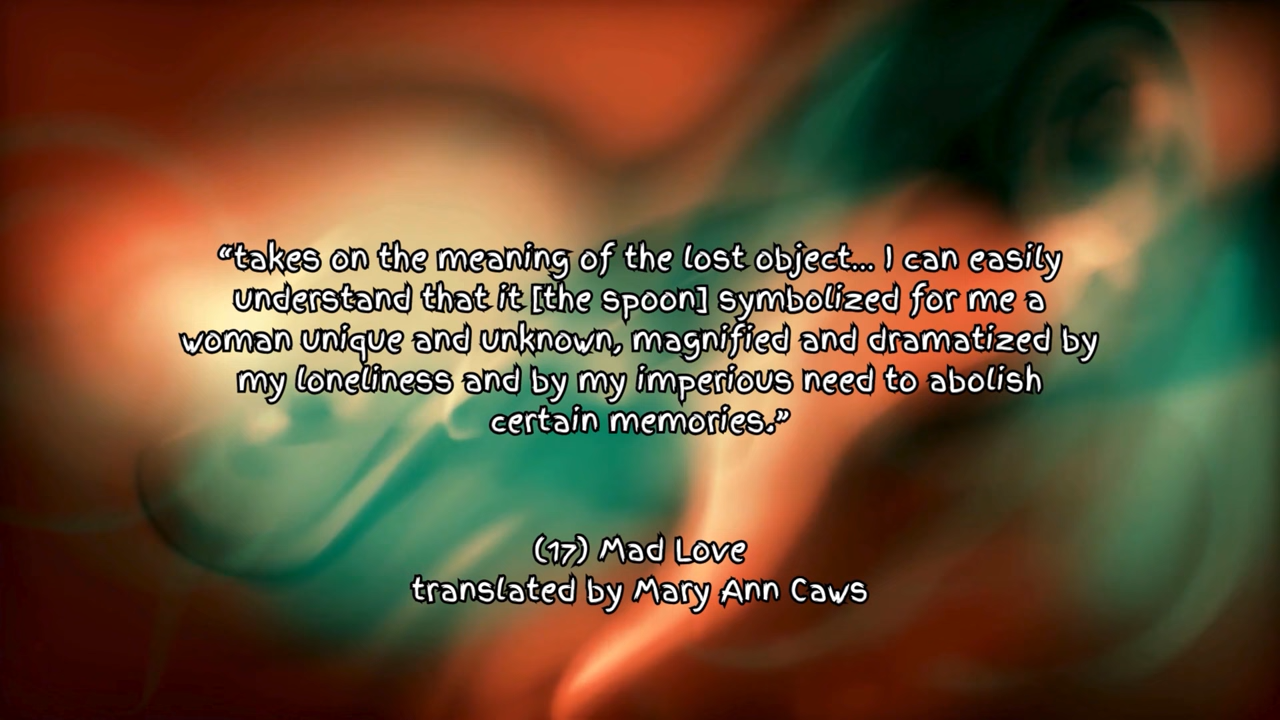 “takes on the meaning of the lost object... I can easily
understand that it [the spoon] symbolized for me a
woman unique and unknown, magnified and dramatized by
my loneliness and by my imperious need to abolish
certain memories.”
(17) Mad Love
translated by Mary Ann Caws